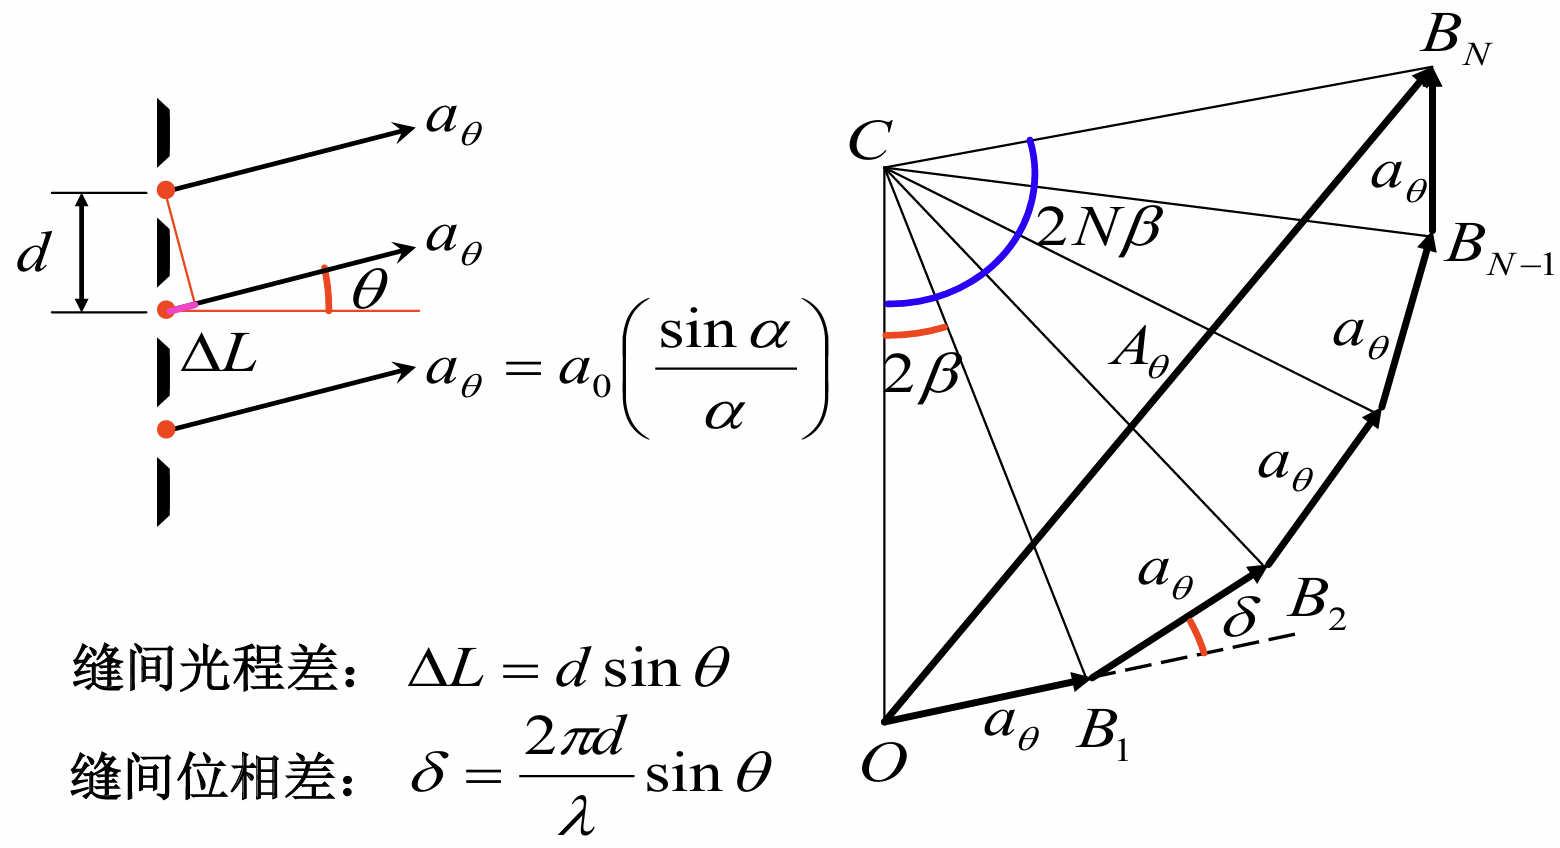 a_θ
d
a_θ
θ
ΔL
a_θ = a_0 ( sin α / α )
B_N
C
a_θ
2Nβ
B_{N-1}
A_θ
a_θ
2β
a_θ
a_θ
δ
B_2
a_θ
B_1
O
缝间光程差： ΔL = d sin θ
缝间位相差： δ = 2πd / λ sin θ